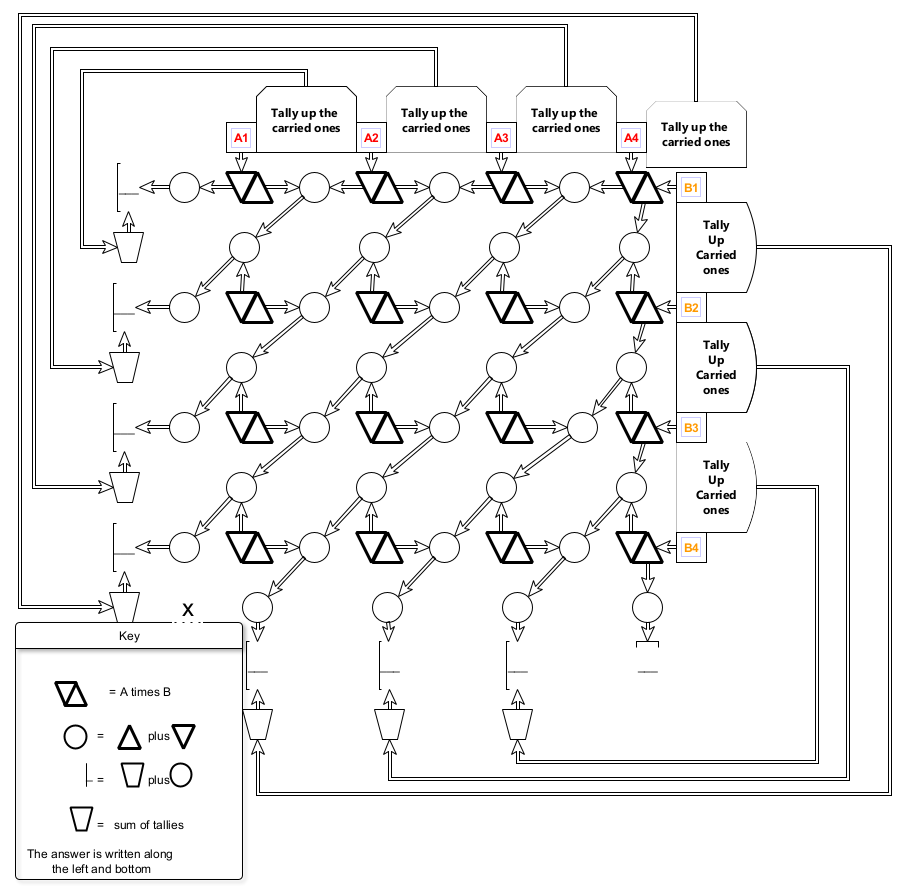 Tally up the
carried ones
Tally up the
carried ones
Tally up the
carried ones
Tally up the
carried ones
A1
A2
A3
A4
B1
Tally
Up
Carried
ones
B2
Tally
Up
Carried
ones
B3
Tally
Up
Carried
ones
B4
X
Key
= A times B
= plus
= plus
= sum of tallies
The answer is written along
the left and bottom